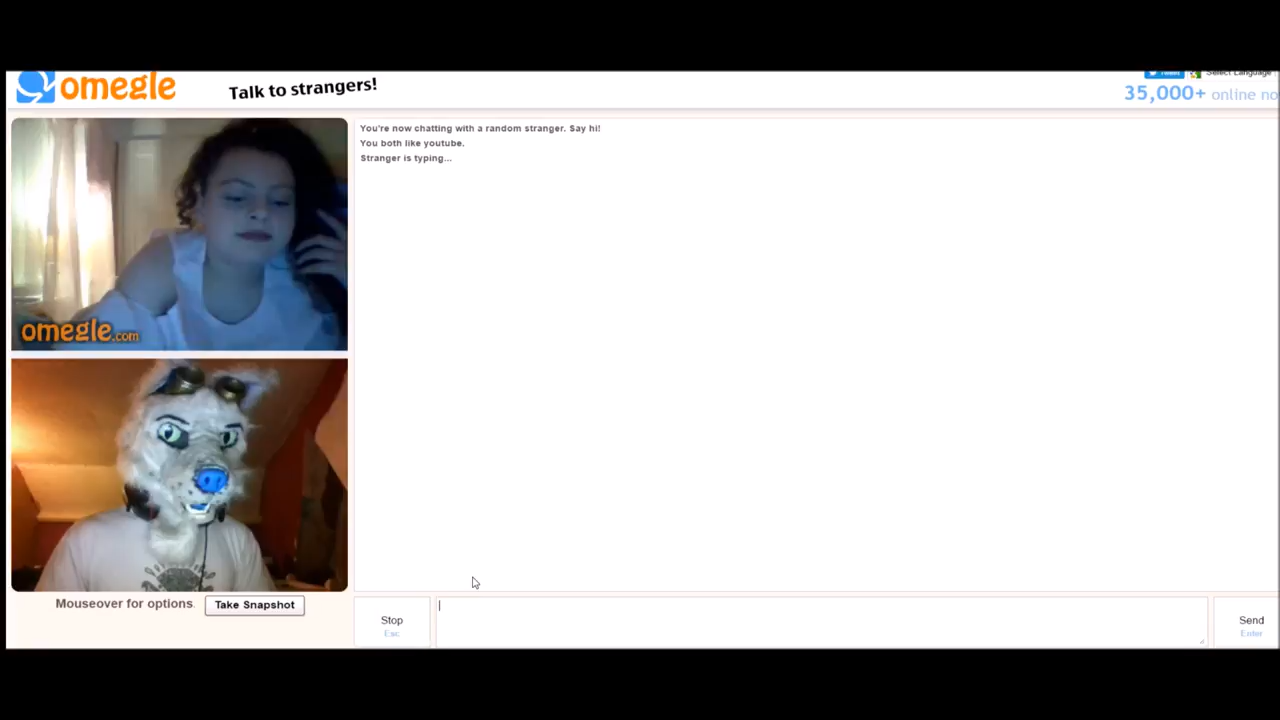 omegle
Talk to strangers!
Tweet
Select Language
35,000+ online no
You're now chatting with a random stranger. Say hi!
You both like youtube.
Stranger is typing...
omegle.com
Mouseover for options.
Take Snapshot
Stop
Esc
Send
Enter